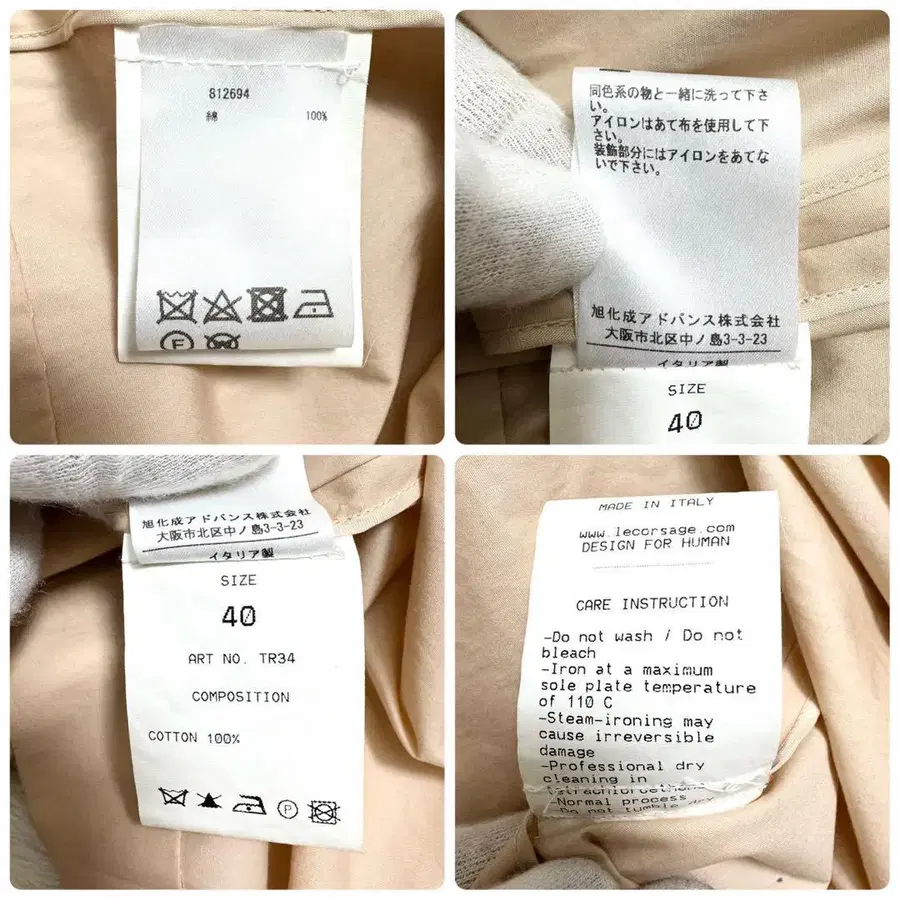 812694
綿 100%
F
同色系の物と一緒に洗って下さ
い。
アイロンはあて布を使用して下
さい。
装飾部分にはアイロンをあてな
いで下さい。
旭化成アドバンス株式会社
大阪市北区中ノ島3-3-23
イタリア製
SIZE
40
旭化成アドバンス株式会社
大阪市北区中ノ島3-3-23
イタリア製
SIZE
40
ART NO. TR34
COMPOSITION
COTTON 100%
P
MADE IN ITALY
www.lecorsage.com
DESIGN FOR HUMAN
CARE INSTRUCTION
-Do not wash / Do not
bleach
-Iron at a maximum
sole plate temperature
of 110 C
-Steam-ironing may
cause irreversible
damage
-Professional dry
cleaning in
-Normal process
-Do not tumble dry